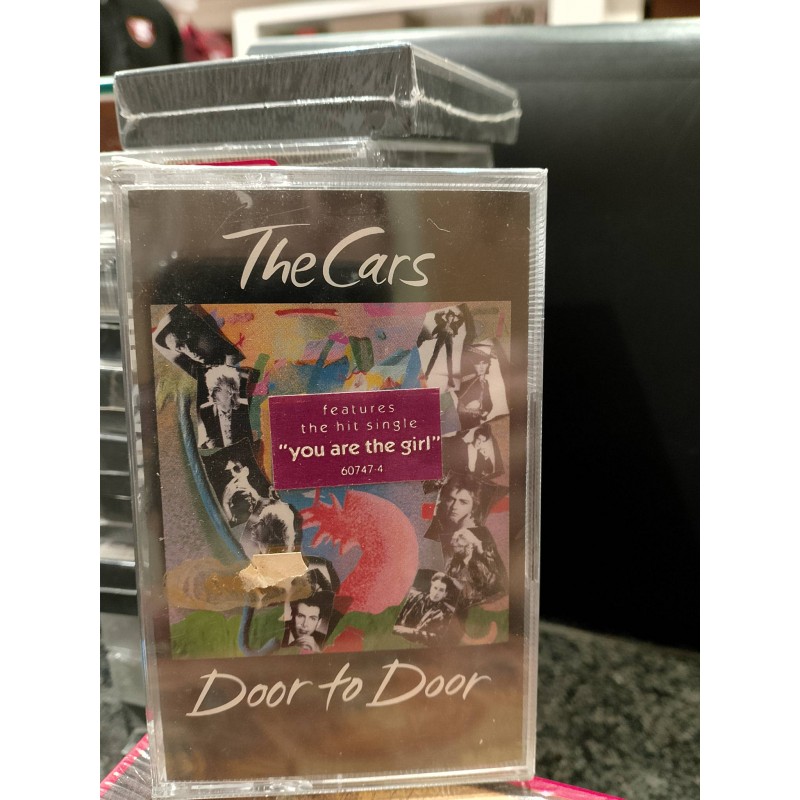 The Cars
features
the hit single
"you are the girl"
60747-4
Door to Door